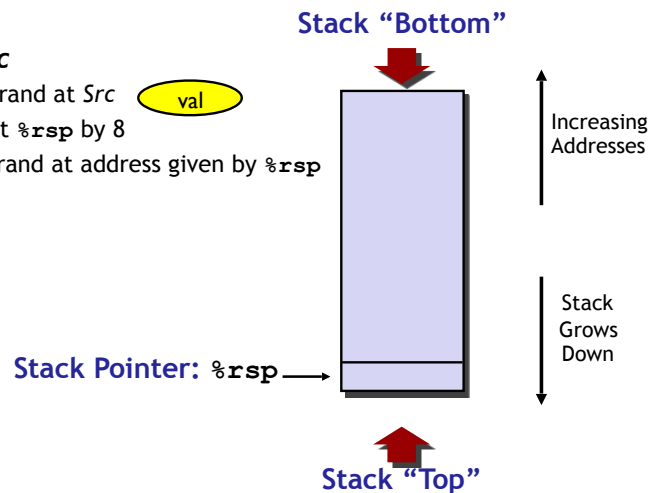 Stack “Bottom”
c
rand at Src
val
t %rsp by 8
rand at address given by %rsp
Increasing
Addresses
Stack
Grows
Down
Stack Pointer: %rsp
Stack “Top”